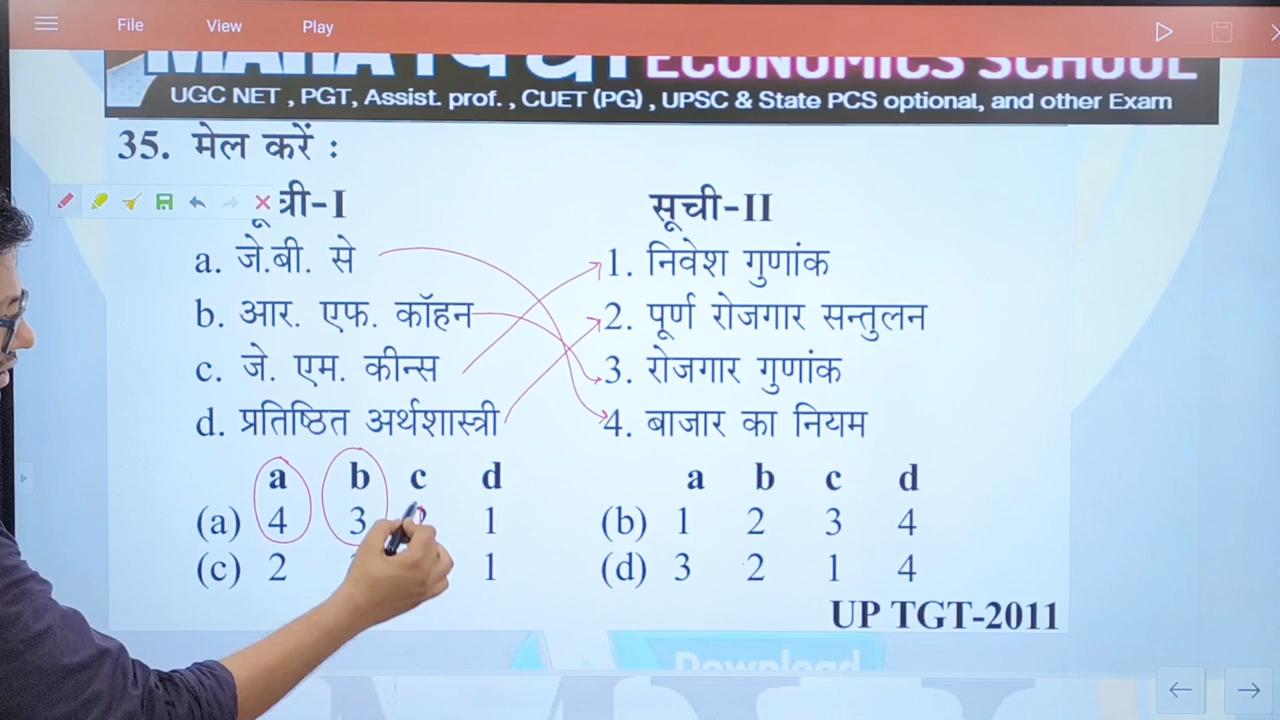 File View Play
ECONOMICS SCHOOL
UGC NET , PGT, Assist. prof. , CUET (PG) , UPSC & State PCS optional, and other Exam
35. मेल करें :
सूची-II
a. जे.बी. से 1. निवेश गुणांक
b. आर. एफ. कॉहन 2. पूर्ण रोजगार सन्तुलन
c. जे. एम. कीन्स 3. रोजगार गुणांक
d. प्रतिष्ठित अर्थशास्त्री 4. बाजार का नियम
a b c d a b c d
(a) 4 3 1 (b) 1 2 3 4
(c) 2 1 (d) 3 2 1 4
UP TGT-2011
Download